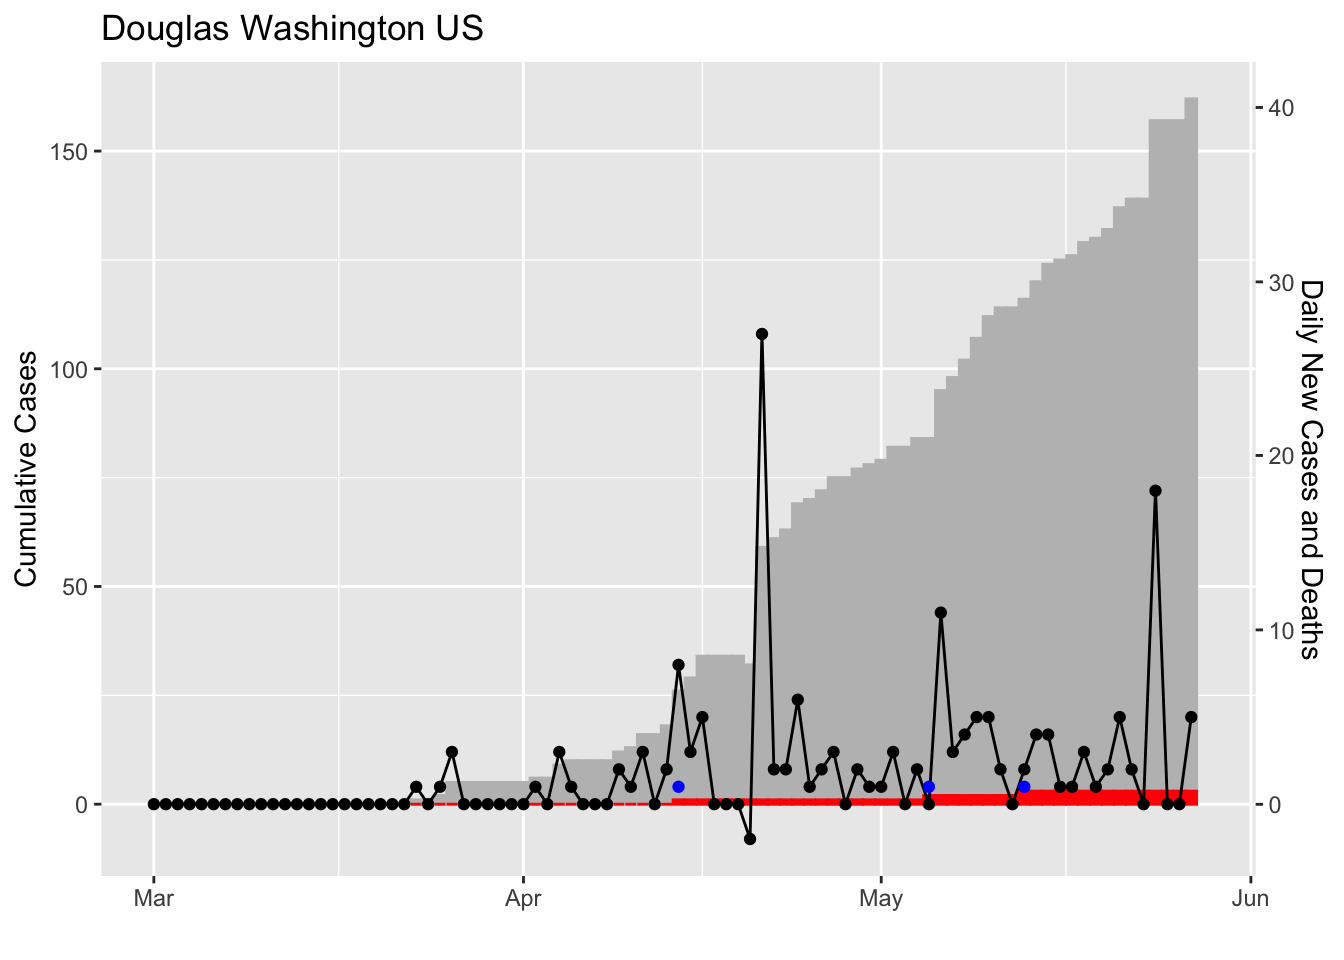 Douglas Washington US
Cumulative Cases
150
100
50
0
40
30
20
10
0
Daily New Cases and Deaths
Mar
Apr
May
Jun